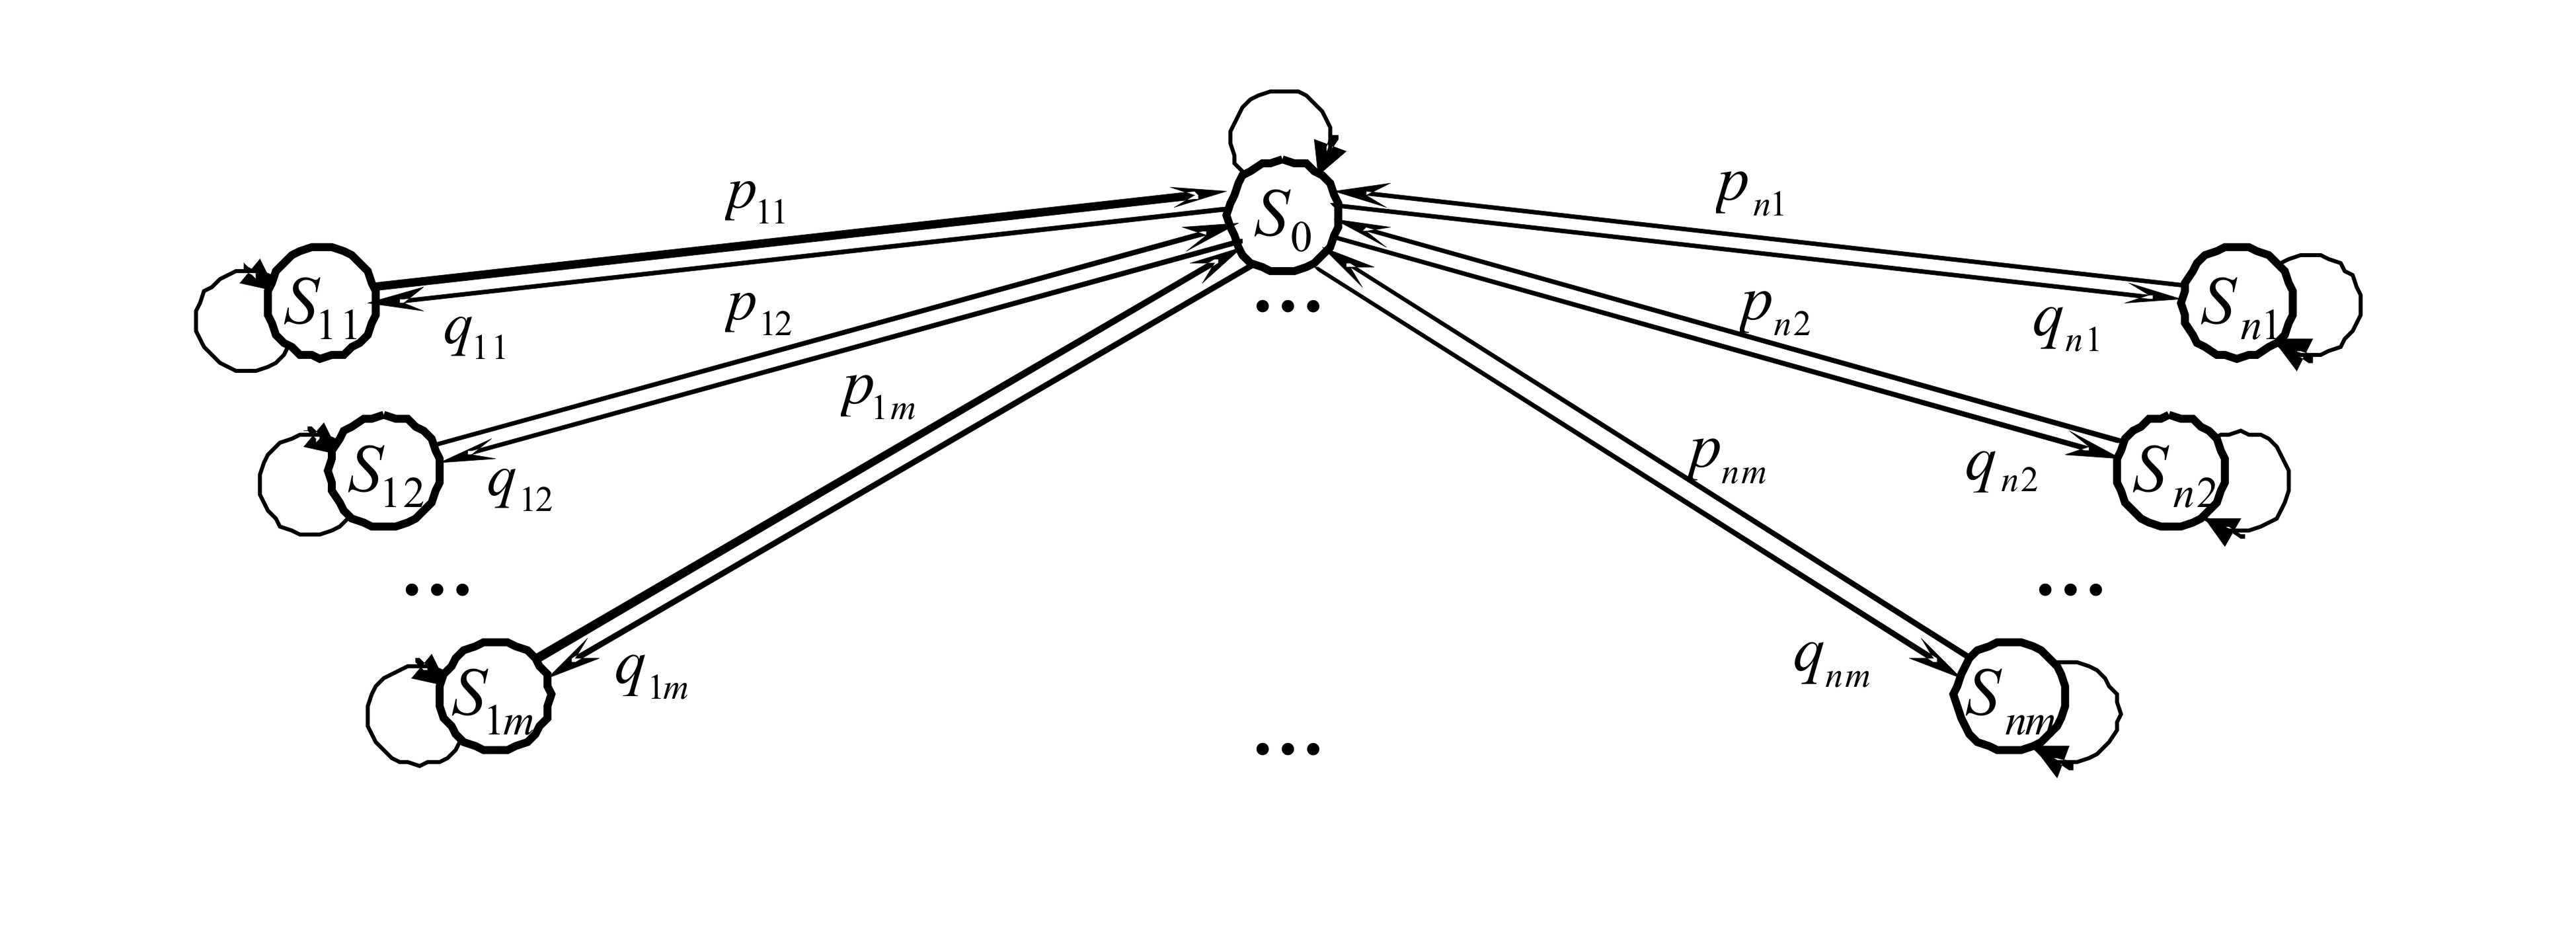 p11
pn1
S0
S11
q11
p12
...
pn2
qn1
Sn1
p1m
S12
q12
pnm
qn2
Sn2
...
...
S1m
q1m
qnm
Snm
...